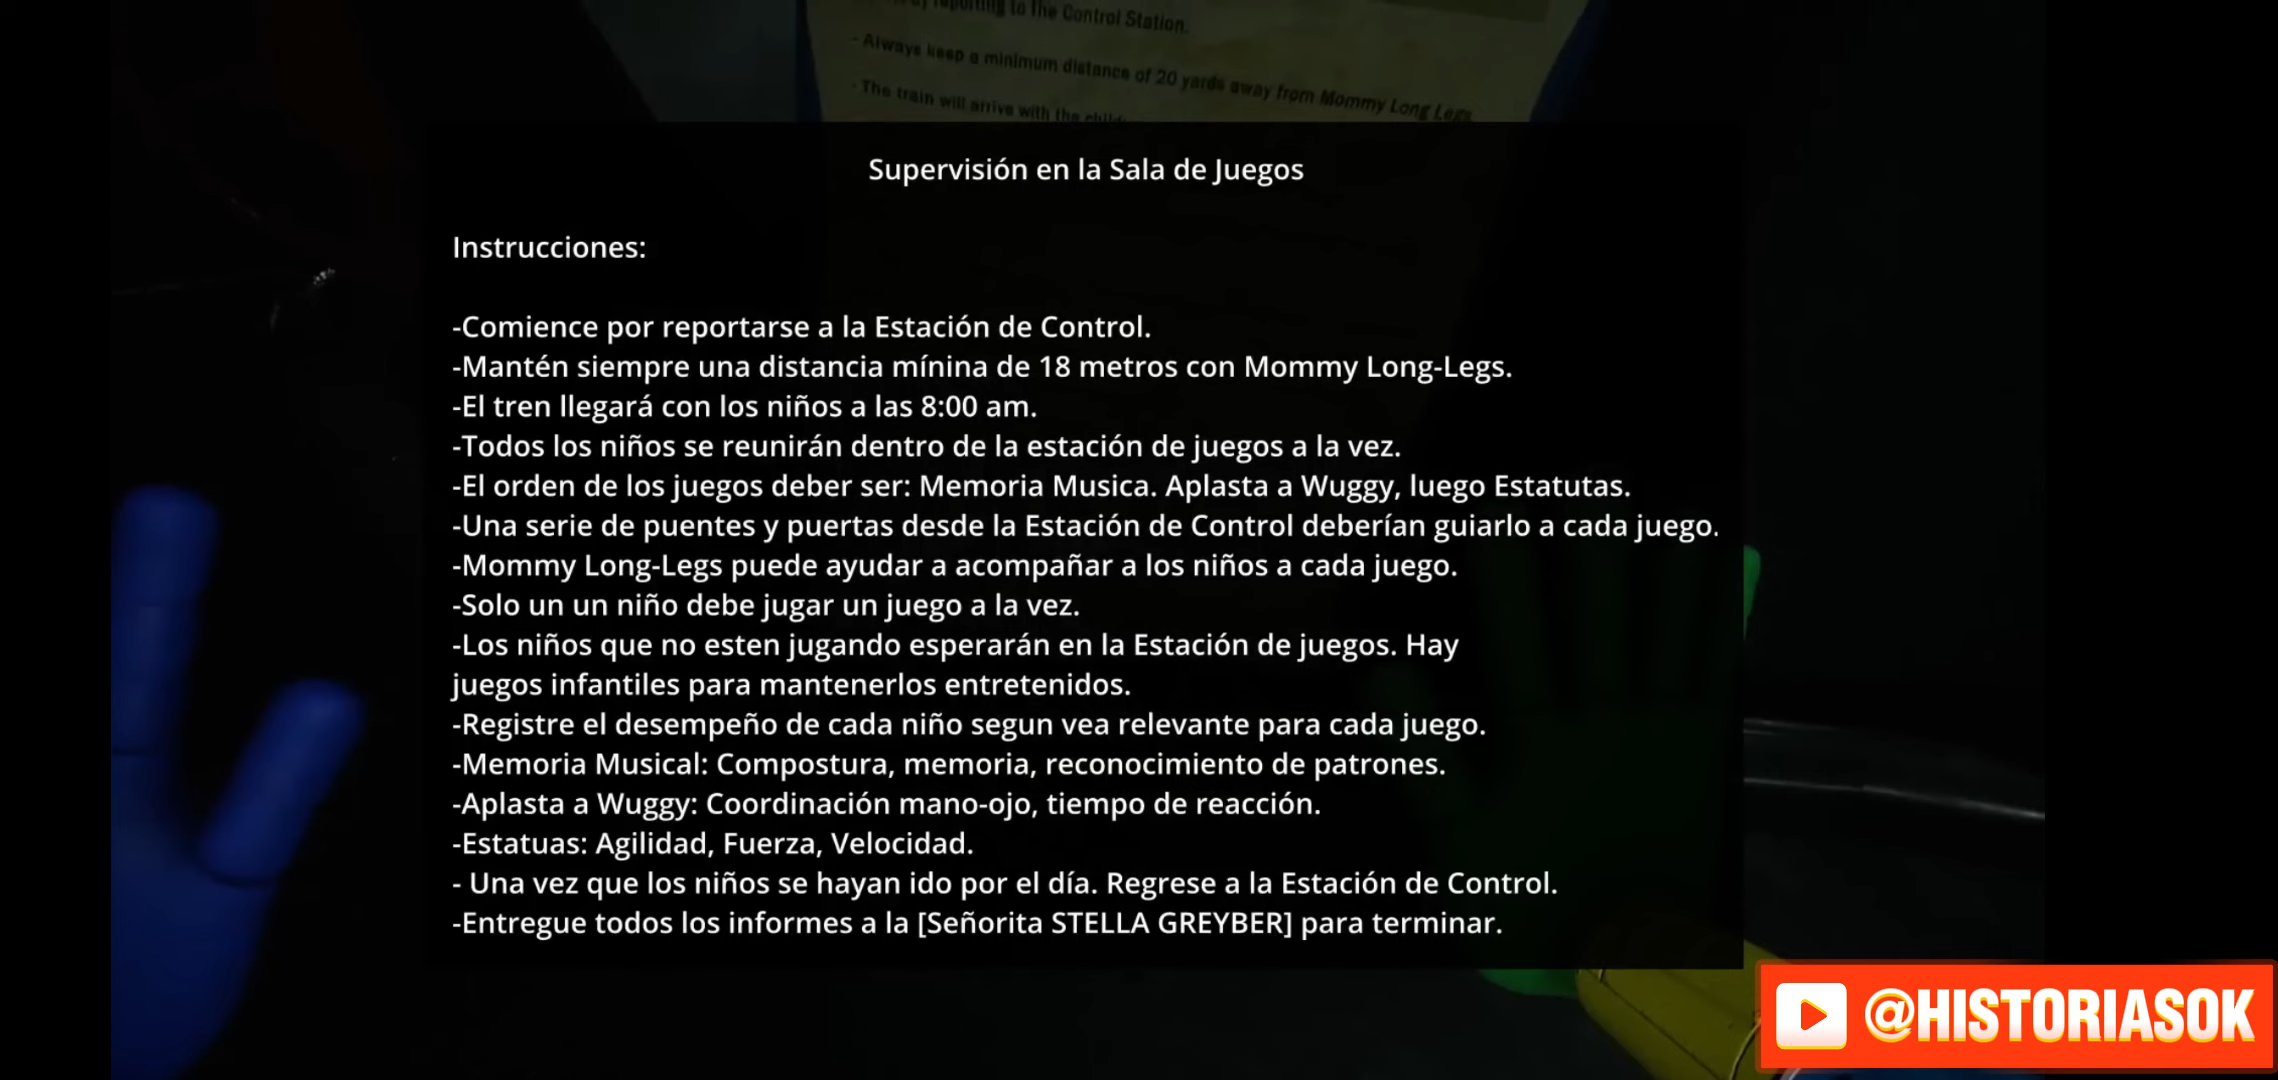 reporting to the Control Station.
- Always keep a minimum distance of 20 yards away from Mommy Long Legs
- The train will arrive with the
Supervisión en la Sala de Juegos
Instrucciones:
-Comience por reportarse a la Estación de Control.
-Mantén siempre una distancia mínina de 18 metros con Mommy Long-Legs.
-El tren llegará con los niños a las 8:00 am.
-Todos los niños se reunirán dentro de la estación de juegos a la vez.
-El orden de los juegos deber ser: Memoria Musica. Aplasta a Wuggy, luego Estatutas.
-Una serie de puentes y puertas desde la Estación de Control deberían guiarlo a cada juego.
-Mommy Long-Legs puede ayudar a acompañar a los niños a cada juego.
-Solo un un niño debe jugar un juego a la vez.
-Los niños que no esten jugando esperarán en la Estación de juegos. Hay
juegos infantiles para mantenerlos entretenidos.
-Registre el desempeño de cada niño segun vea relevante para cada juego.
-Memoria Musical: Compostura, memoria, reconocimiento de patrones.
-Aplasta a Wuggy: Coordinación mano-ojo, tiempo de reacción.
-Estatuas: Agilidad, Fuerza, Velocidad.
- Una vez que los niños se hayan ido por el día. Regrese a la Estación de Control.
-Entregue todos los informes a la [Señorita STELLA GREYBER] para terminar.
@HISTORIASOK